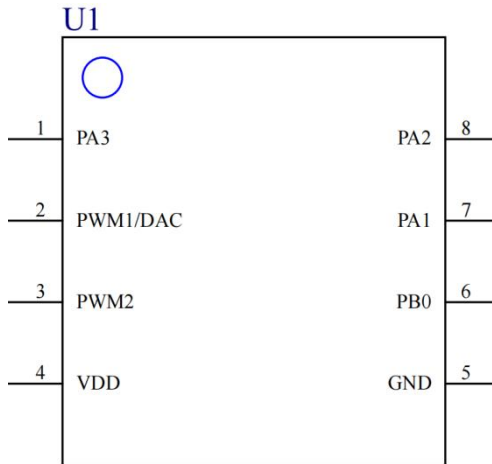 U1
1 PA3 PA2 8
2 PWM1/DAC PA1 7
3 PWM2 PB0 6
4 VDD GND 5